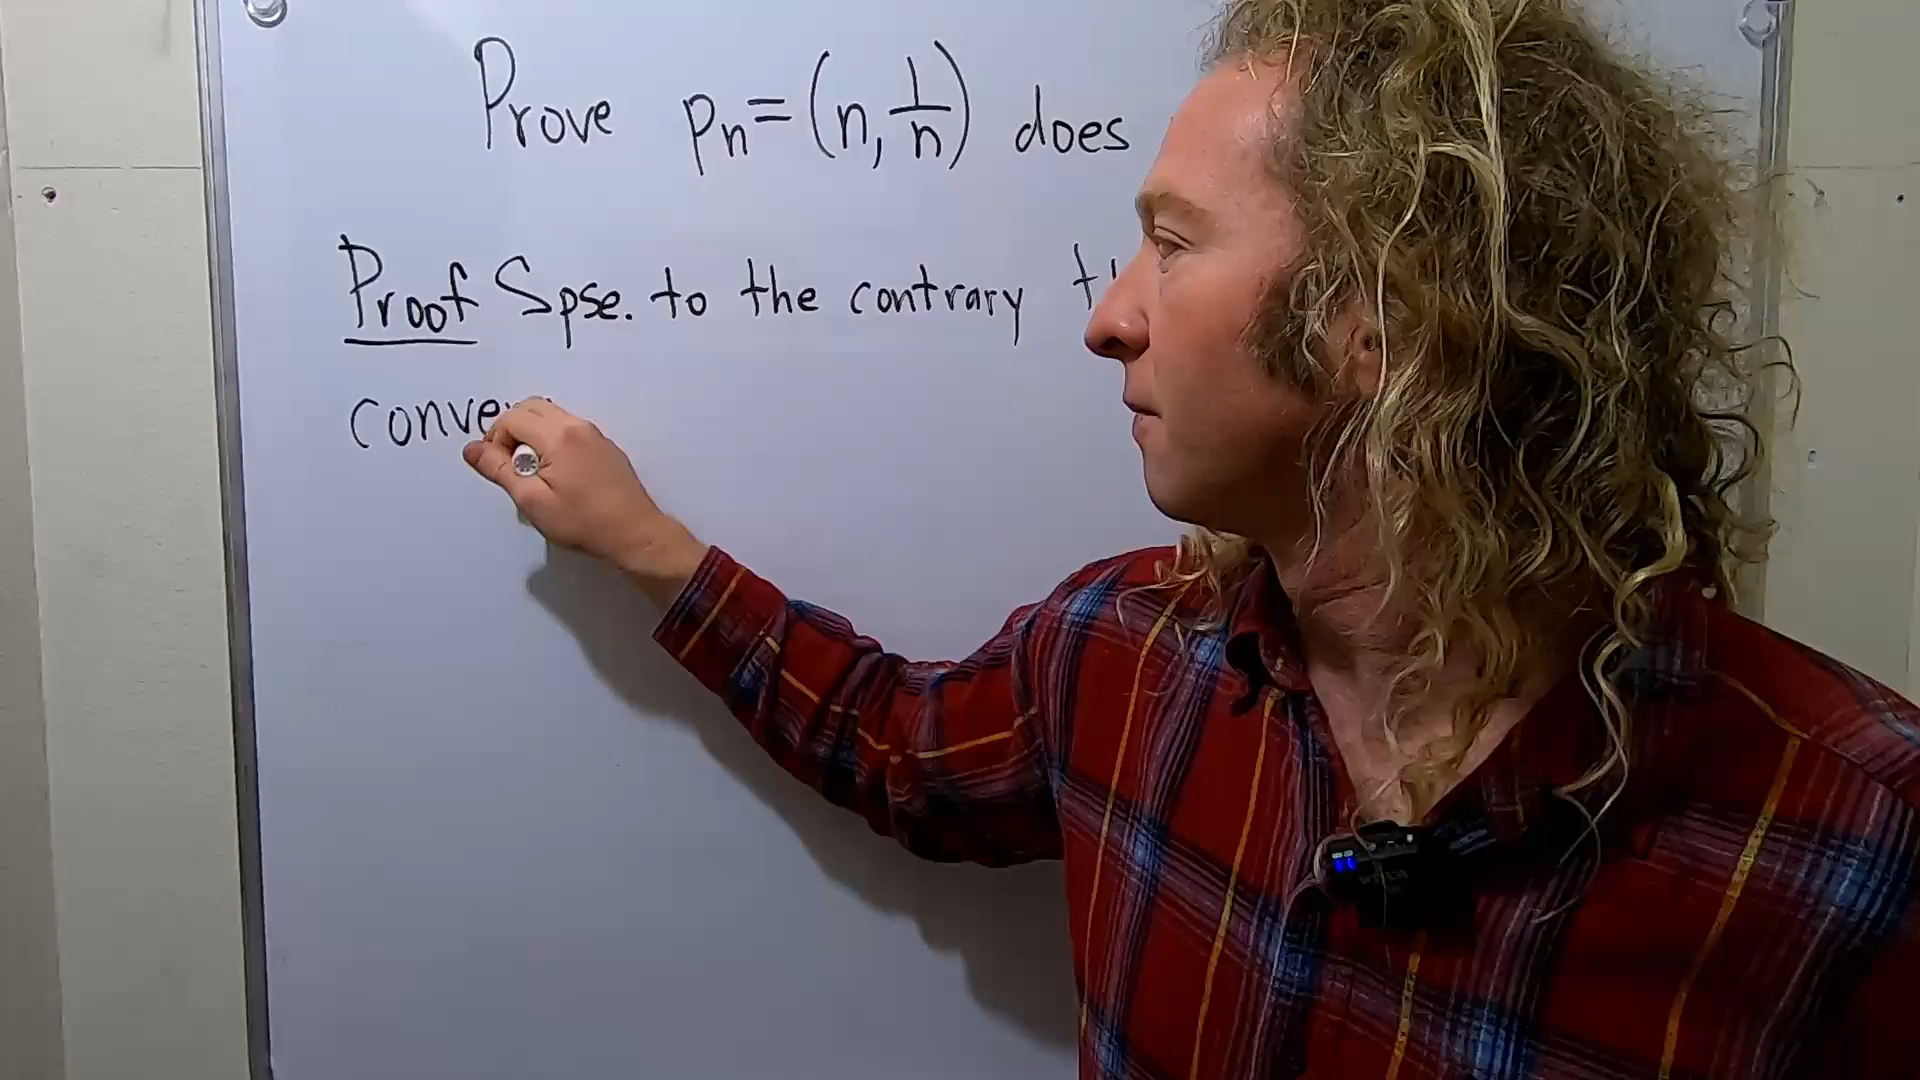 Prove pn = (n, 1/n) does
Proof Spse. to the contrary